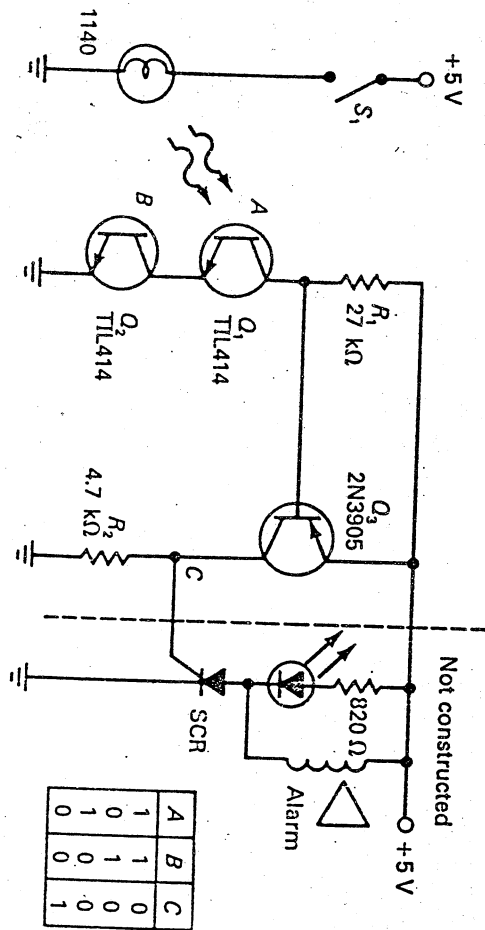 +5 V
S1
1140
A
B
Q1
TIL414
Q2
TIL414
R1
27 kΩ
Q3
2N3905
C
R2
4.7 kΩ
Not constructed
+5 V
820 Ω
Alarm
SCR
A B C
1 1 0
0 1 0
1 0 0
0 0 1